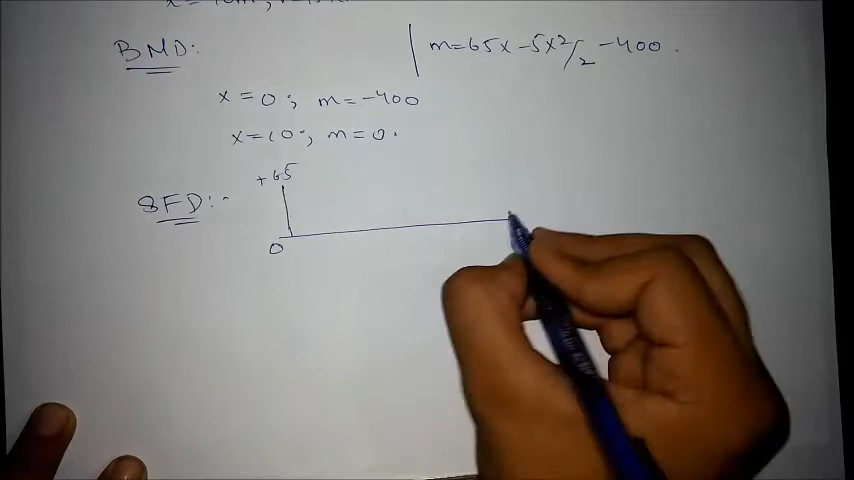 BMD: m=65x-5x²/2-400.
x=0; m=-400
x=10; m=0.
+65
SFD:-
0